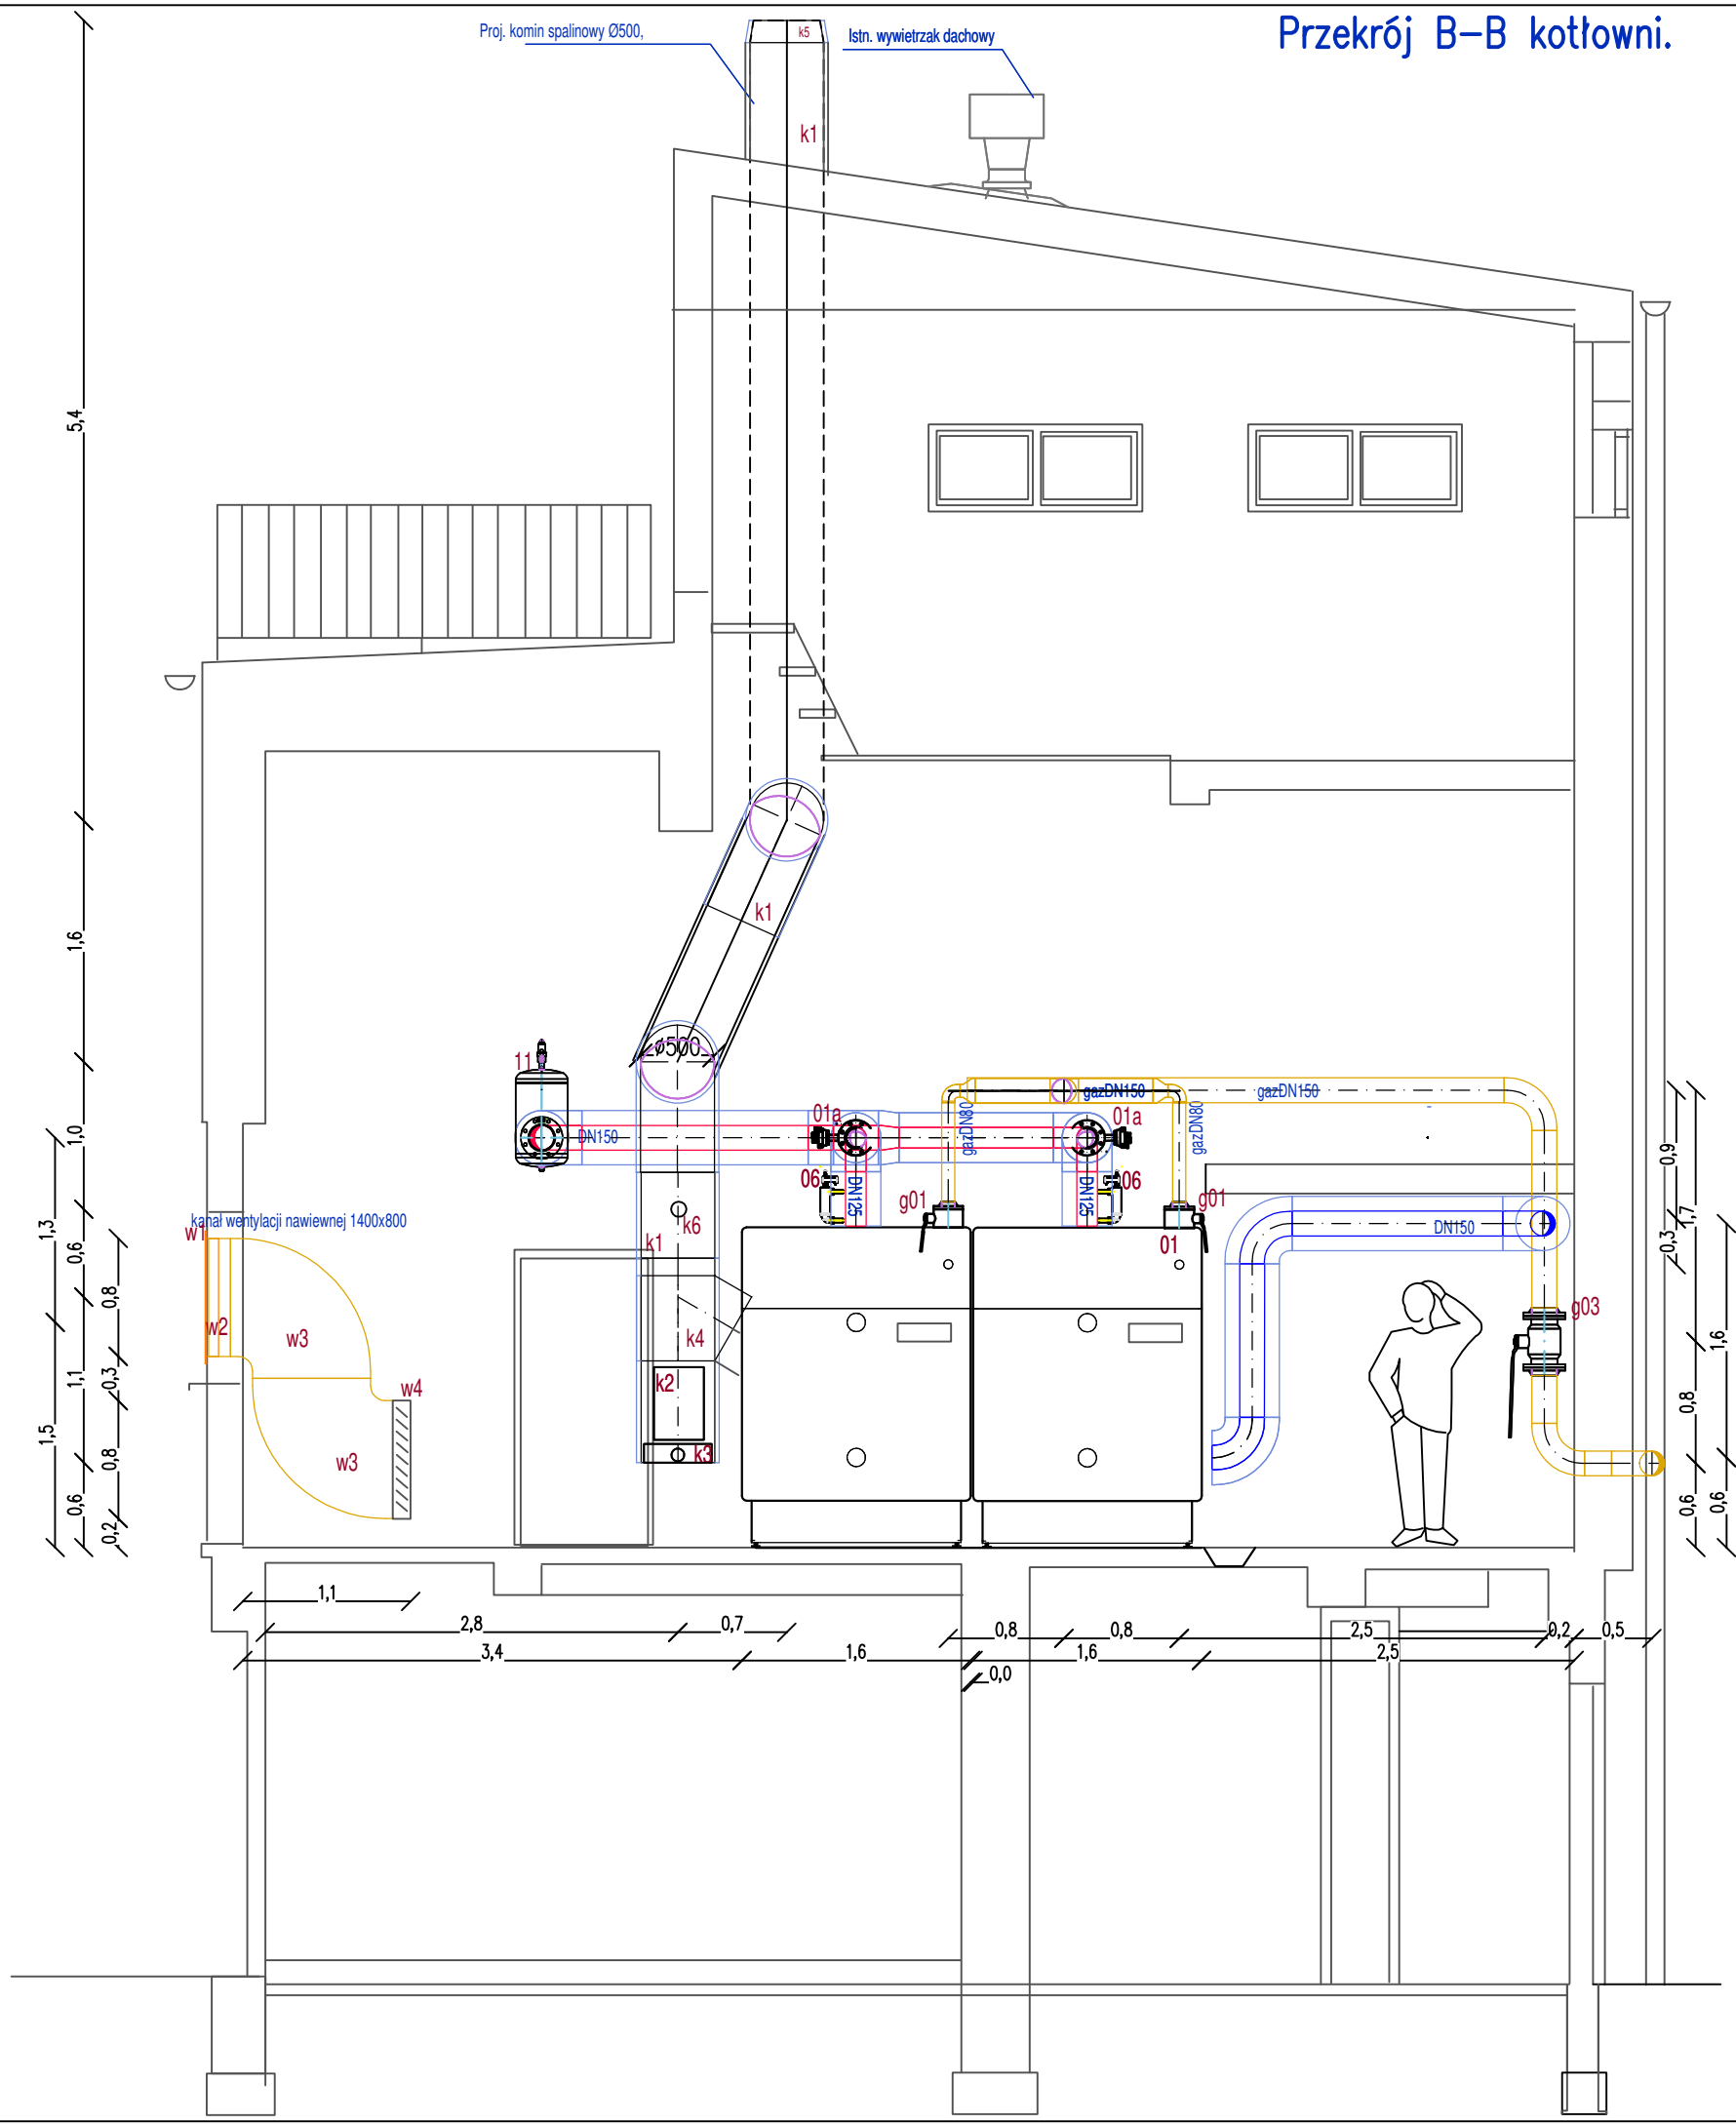 Przekrój B-B kotłowni.
Proj. komin spalinowy Ø500,
Istn. wywietrzak dachowy
k5
k1
5,4
1,6
k1
ø500
11
01a
01a
gazDN150
gazDN150
gazDN80
gazDN80
DN150
1,0
0,9
06
06
DN125
DN125
g01
g01
kanał wentylacji nawiewnej 1400x800
w1
k6
k1
01
DN150
1,3
0,6
0,8
1,7
0,3
w2
w3
k4
g03
1,6
k2
w4
1,1
0,3
0,8
1,5
0,8
w3
k3
0,6
0,2
0,6
0,6
1,1
2,8
0,7
0,8
0,8
2,5
0,2
0,5
3,4
1,6
1,6
2,5
0,0